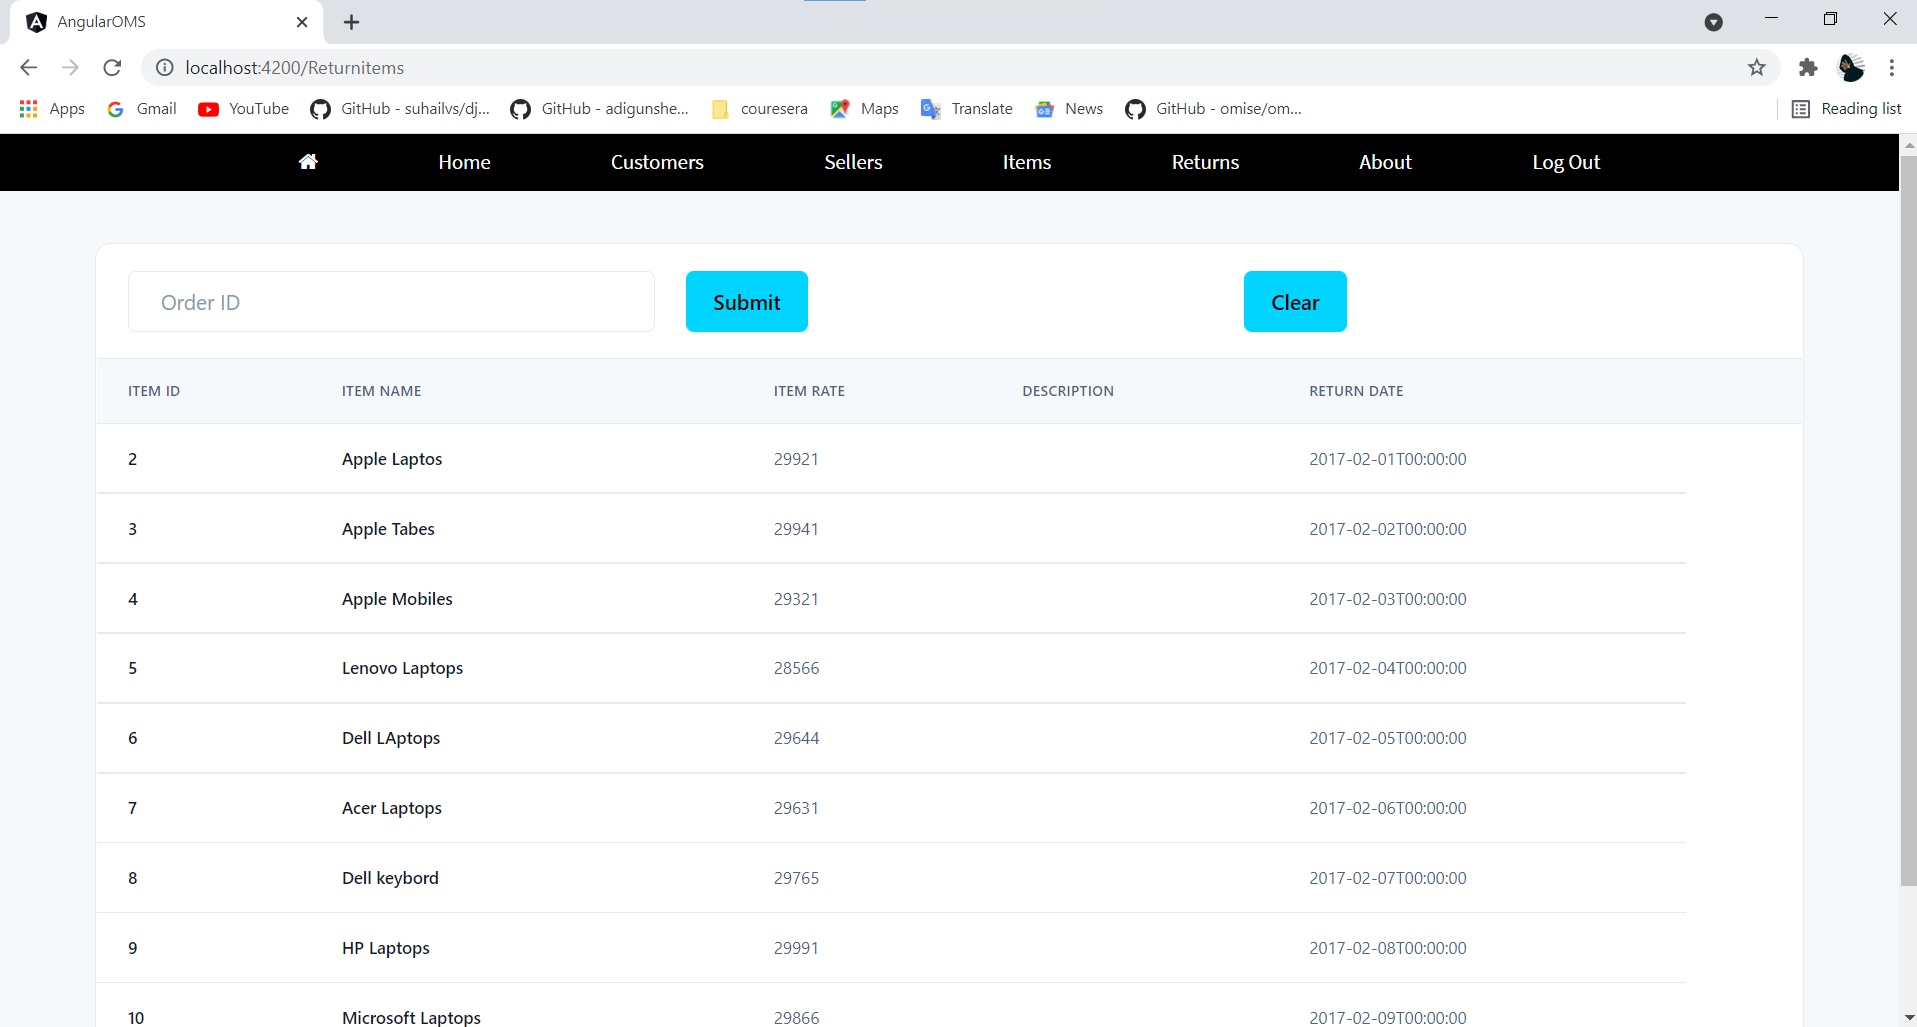 AngularOMS
localhost:4200/Returnitems
Apps Gmail YouTube GitHub - suhailvs/dj... GitHub - adigunshe... couresera Maps Translate News GitHub - omise/om... Reading list
Home Customers Sellers Items Returns About Log Out
Order ID Submit Clear
ITEM ID ITEM NAME ITEM RATE DESCRIPTION RETURN DATE
2 Apple Laptos 29921 2017-02-01T00:00:00
3 Apple Tabes 29941 2017-02-02T00:00:00
4 Apple Mobiles 29321 2017-02-03T00:00:00
5 Lenovo Laptops 28566 2017-02-04T00:00:00
6 Dell LAptops 29644 2017-02-05T00:00:00
7 Acer Laptops 29631 2017-02-06T00:00:00
8 Dell keybord 29765 2017-02-07T00:00:00
9 HP Laptops 29991 2017-02-08T00:00:00
10 Microsoft Laptops 29866 2017-02-09T00:00:00